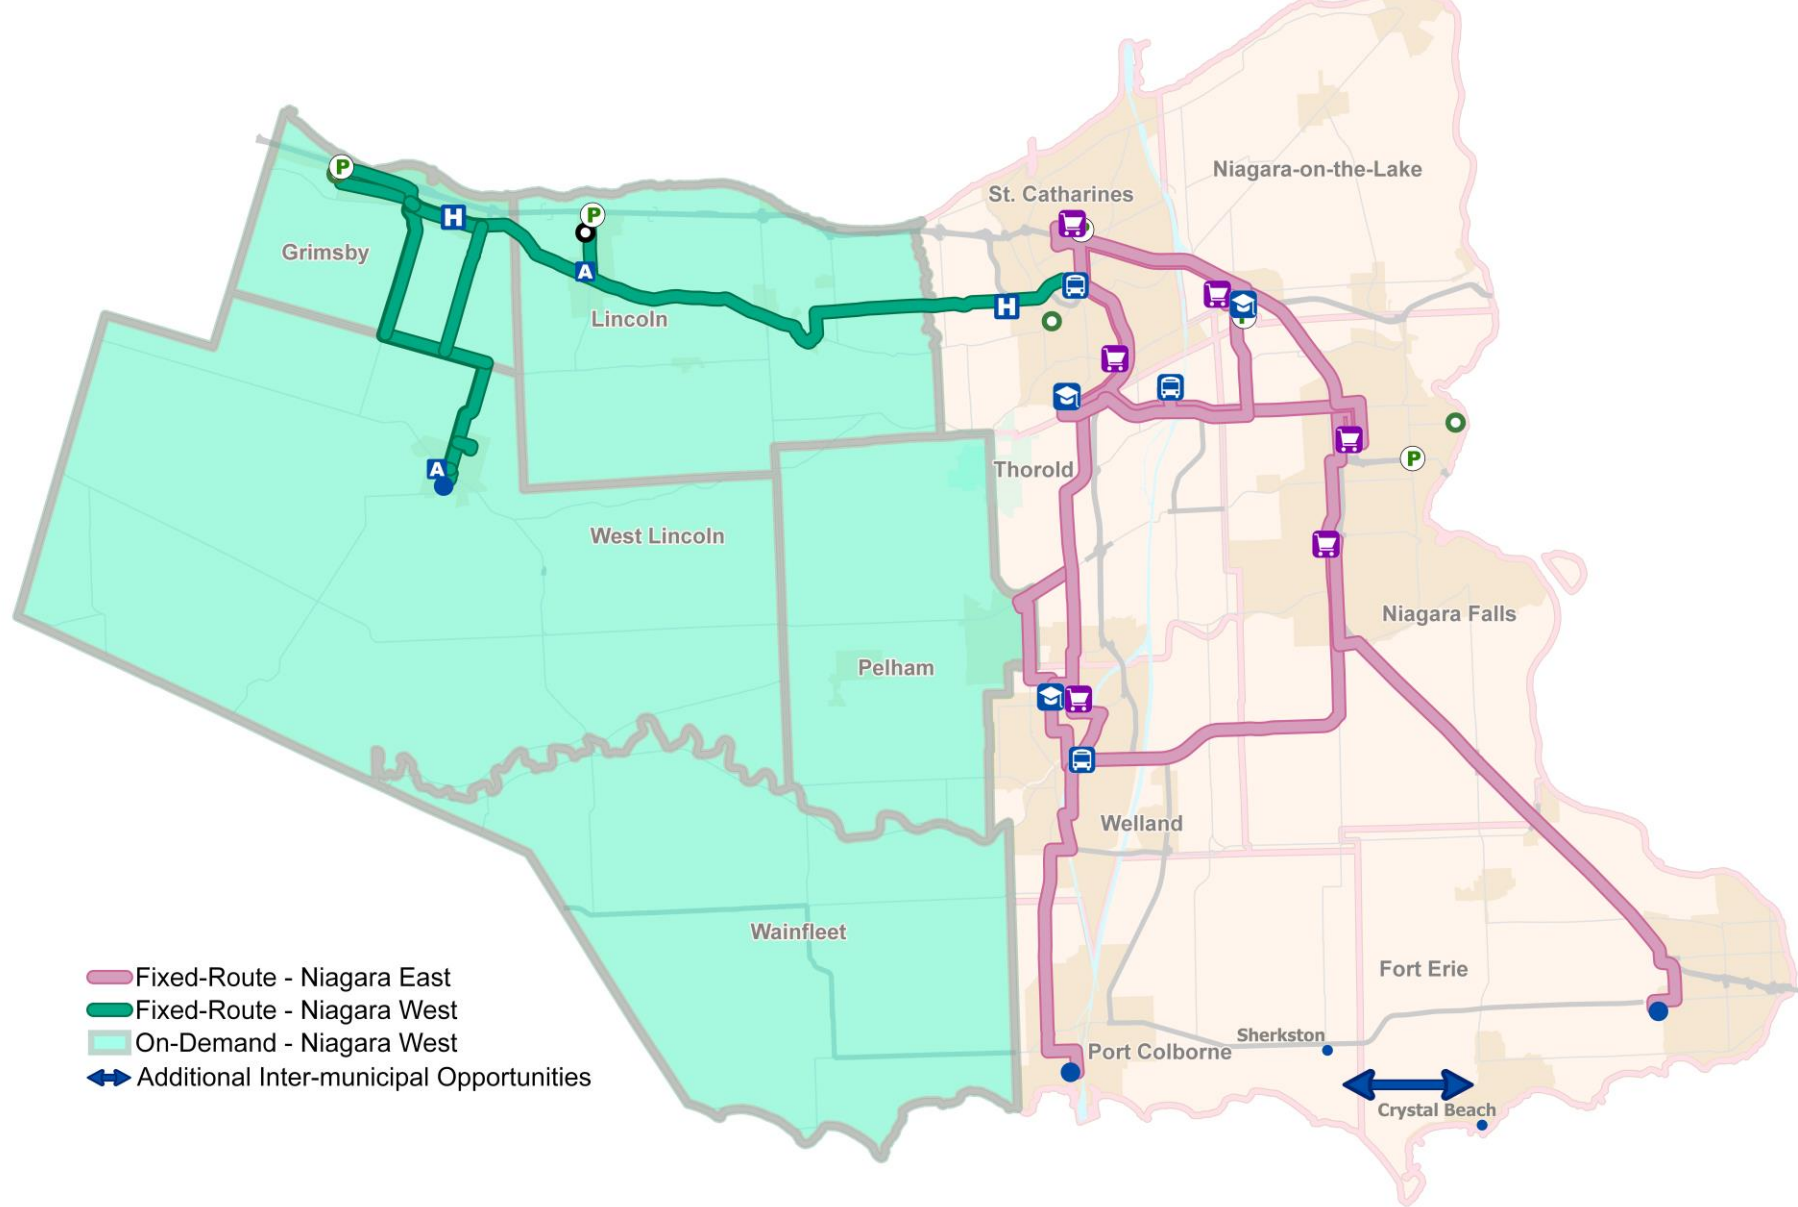 Niagara-on-the-Lake
P
St. Catharines
P
H
Grimsby
A
H
Lincoln
P
Thorold
P
A
West Lincoln
Niagara Falls
Pelham
Welland
Wainfleet
Fort Erie
Sherkston
Port Colborne
Crystal Beach
Fixed-Route - Niagara East
Fixed-Route - Niagara West
On-Demand - Niagara West
Additional Inter-municipal Opportunities